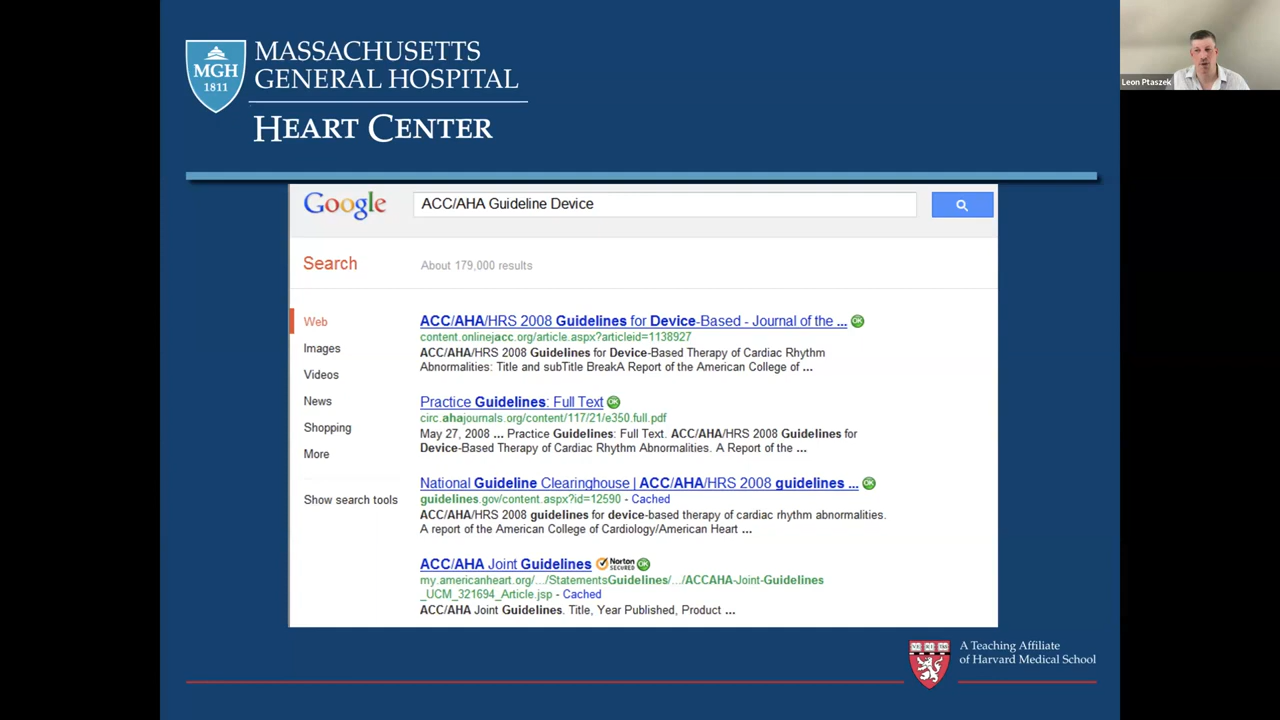 MASSACHUSETTS
GENERAL HOSPITAL
HEART CENTER
MGH
1811
Leon Ptaszek
Google
ACC/AHA Guideline Device
Search
About 179,000 results
Web
Images
Videos
News
Shopping
More
Show search tools
ACC/AHA/HRS 2008 Guidelines for Device-Based - Journal of the ... OK
content.onlinejacc.org/article.aspx?articleid=1138927
ACC/AHA/HRS 2008 Guidelines for Device-Based Therapy of Cardiac Rhythm
Abnormalities: Title and subTitle BreakA Report of the American College of ...
Practice Guidelines: Full Text OK
circ.ahajournals.org/content/117/21/e350.full.pdf
May 27, 2008 ... Practice Guidelines: Full Text. ACC/AHA/HRS 2008 Guidelines for
Device-Based Therapy of Cardiac Rhythm Abnormalities. A Report of the ...
National Guideline Clearinghouse | ACC/AHA/HRS 2008 guidelines ... OK
guidelines.gov/content.aspx?id=12590 - Cached
ACC/AHA/HRS 2008 guidelines for device-based therapy of cardiac rhythm abnormalities.
A report of the American College of Cardiology/American Heart ...
ACC/AHA Joint Guidelines Norton SECURED OK
my.americanheart.org/.../StatementsGuidelines/.../ACCAHA-Joint-Guidelines
_UCM_321694_Article.jsp - Cached
ACC/AHA Joint Guidelines. Title, Year Published, Product ...
A Teaching Affiliate
of Harvard Medical School